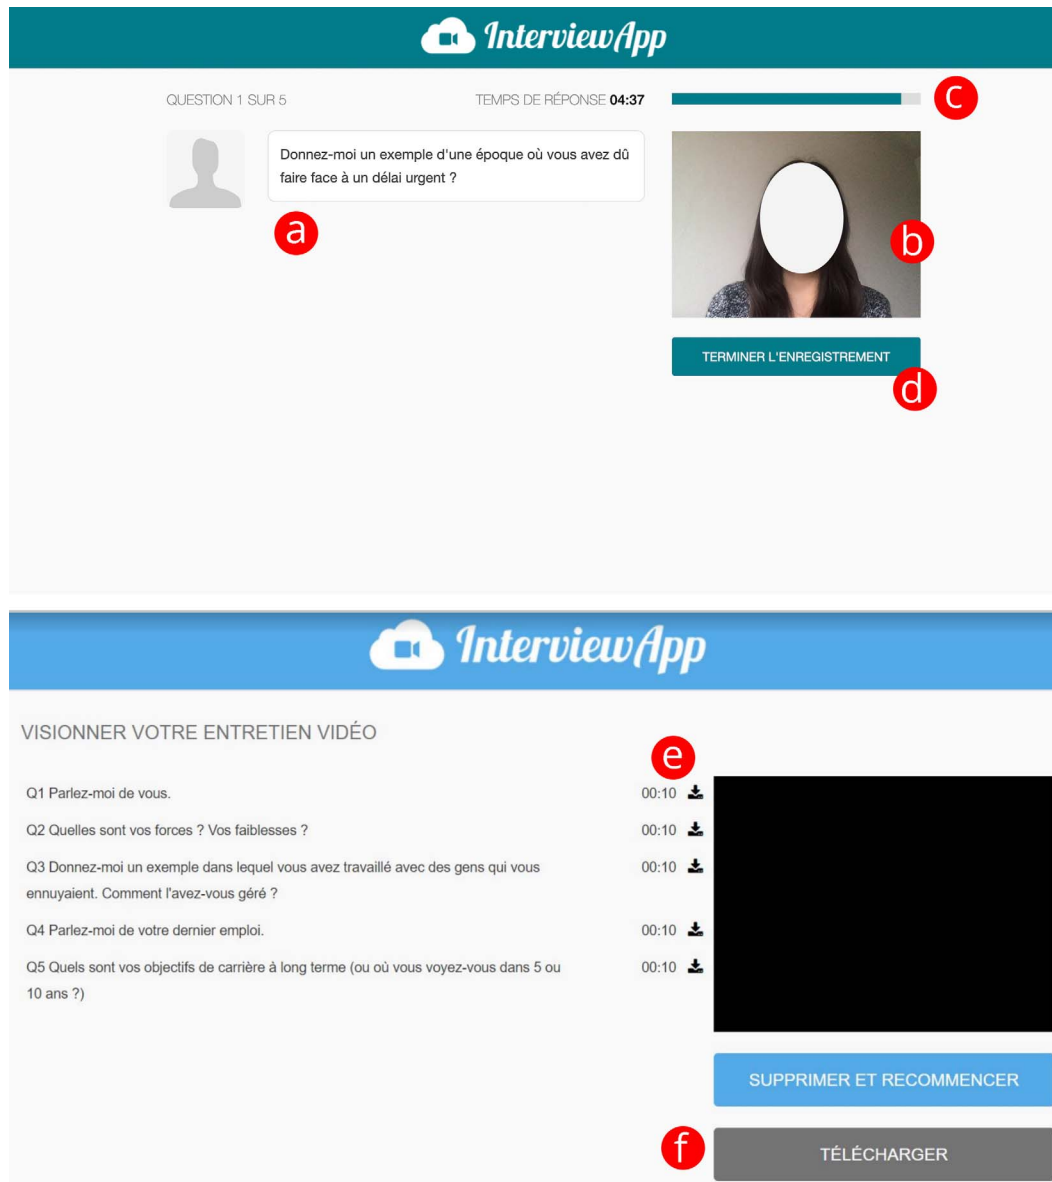 InterviewApp
QUESTION 1 SUR 5
TEMPS DE RÉPONSE 04:37
c
Donnez-moi un exemple d'une époque où vous avez dû
faire face à un délai urgent ?
a
b
TERMINER L'ENREGISTREMENT
d
InterviewApp
VISIONNER VOTRE ENTRETIEN VIDÉO
e
Q1 Parlez-moi de vous. 00:10
Q2 Quelles sont vos forces ? Vos faiblesses ? 00:10
Q3 Donnez-moi un exemple dans lequel vous avez travaillé avec des gens qui vous 00:10
ennuyaient. Comment l'avez-vous géré ?
Q4 Parlez-moi de votre dernier emploi. 00:10
Q5 Quels sont vos objectifs de carrière à long terme (ou où vous voyez-vous dans 5 ou 00:10
10 ans ?)
SUPPRIMER ET RECOMMENCER
f
TÉLÉCHARGER